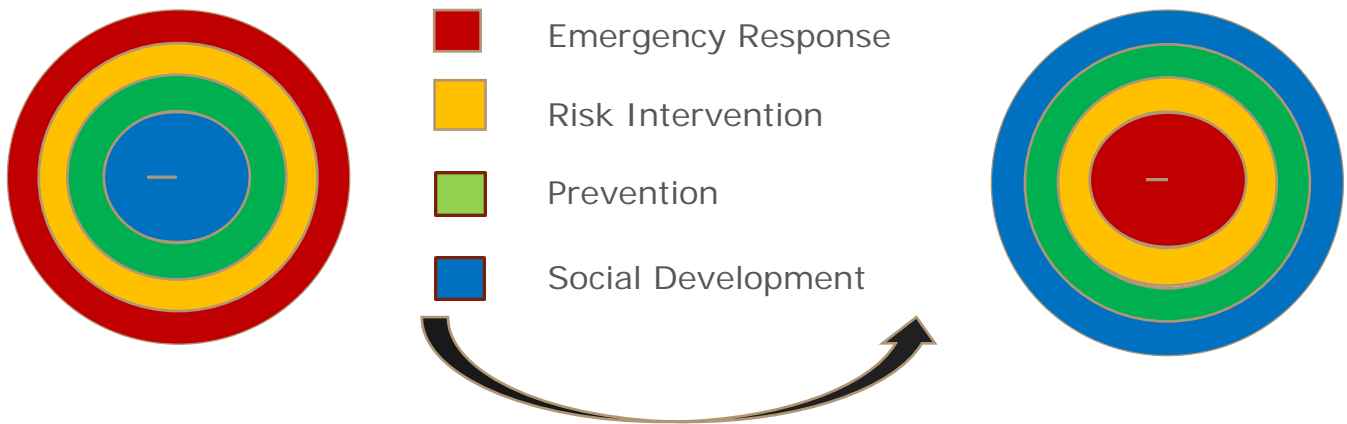 Emergency Response
Risk Intervention
Prevention
Social Development